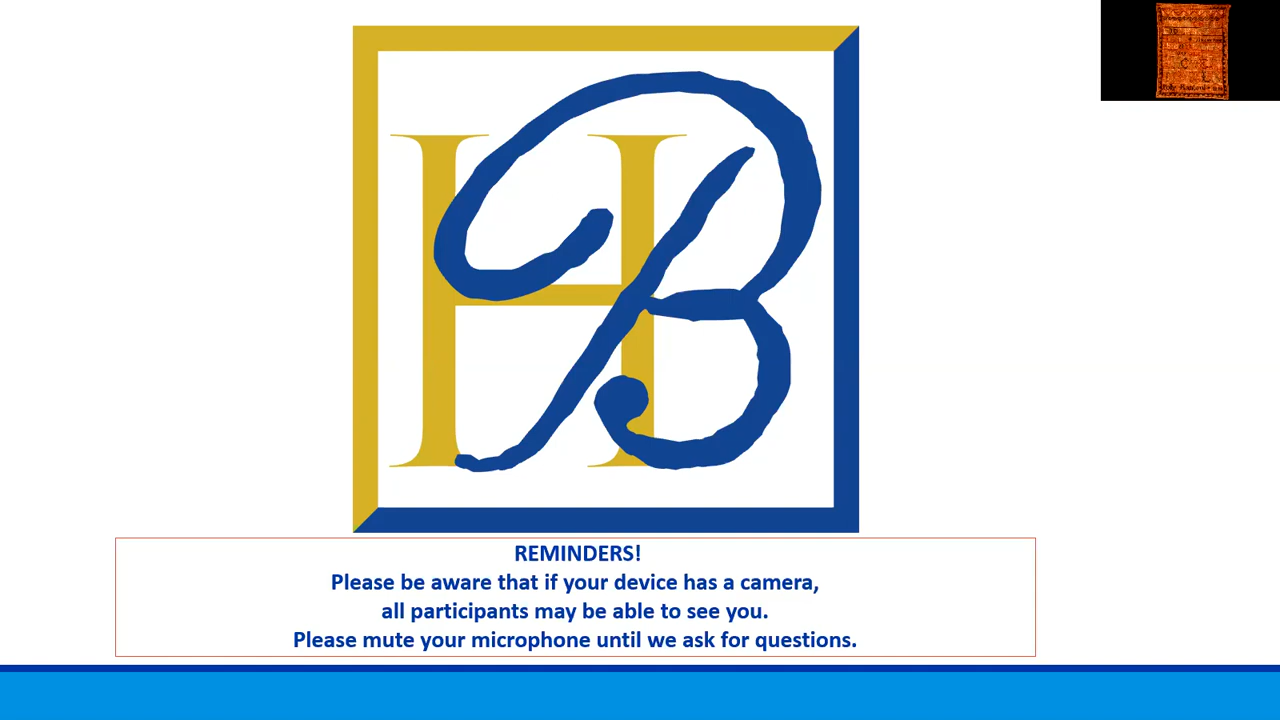 HB
REMINDERS!
Please be aware that if your device has a camera,
all participants may be able to see you.
Please mute your microphone until we ask for questions.